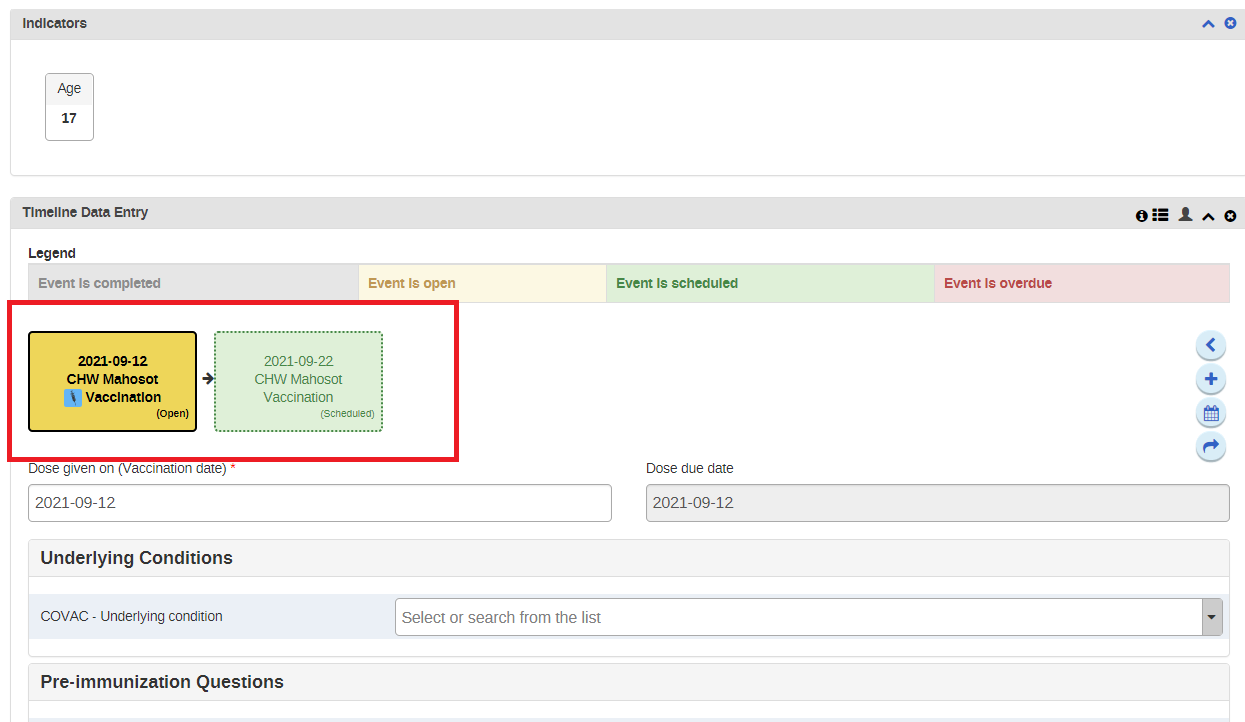 Indicators
Age
17
Timeline Data Entry
Legend
Event is completed
Event is open
Event is scheduled
Event is overdue
2021-09-12
CHW Mahosot
Vaccination
(Open)
2021-09-22
CHW Mahosot
Vaccination
(Scheduled)
Dose given on (Vaccination date) *
Dose due date
2021-09-12
2021-09-12
Underlying Conditions
COVAC - Underlying condition
Select or search from the list
Pre-immunization Questions